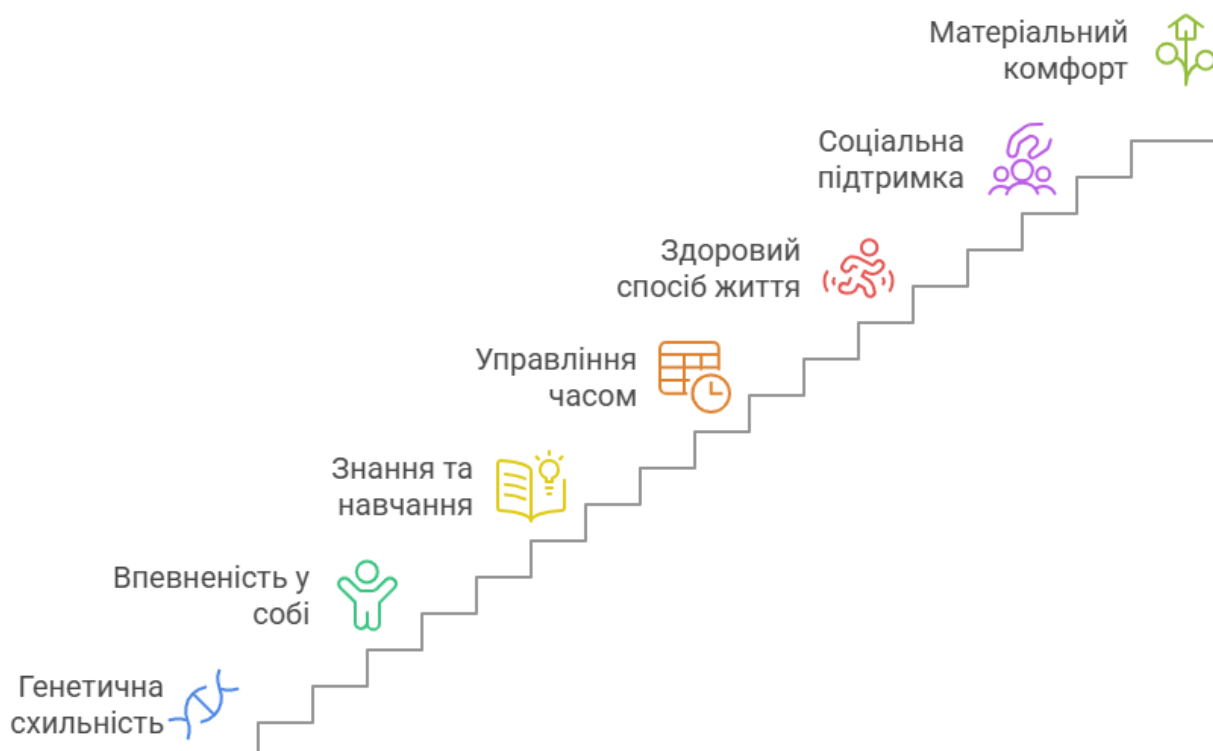 Матеріальний
комфорт
Соціальна
підтримка
Здоровий
спосіб життя
Управління
часом
Знання та
навчання
Впевненість у
собі
Генетична
схильність